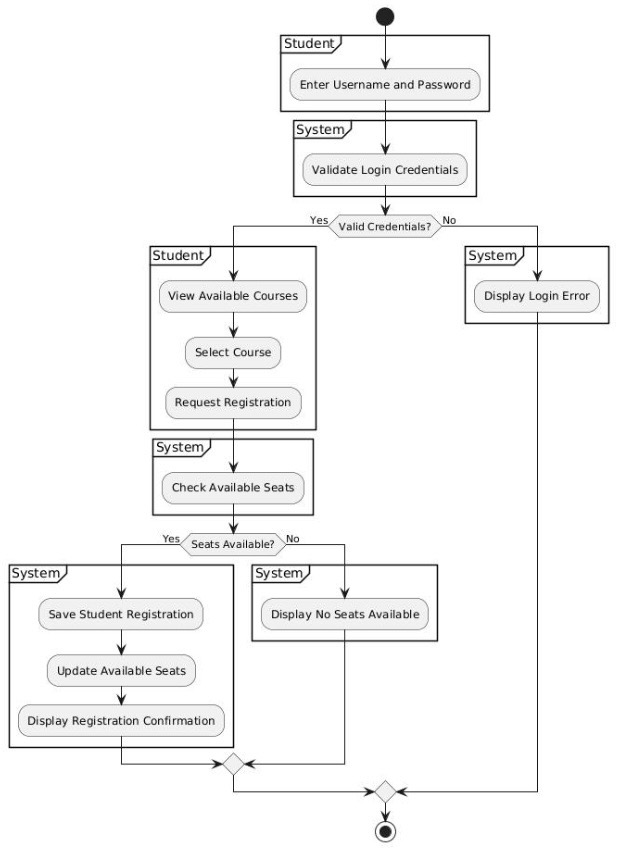 Student
Enter Username and Password
System
Validate Login Credentials
Yes
Valid Credentials?
No
Student
View Available Courses
Select Course
Request Registration
System
Display Login Error
System
Check Available Seats
Yes
Seats Available?
No
System
Save Student Registration
Update Available Seats
Display Registration Confirmation
System
Display No Seats Available